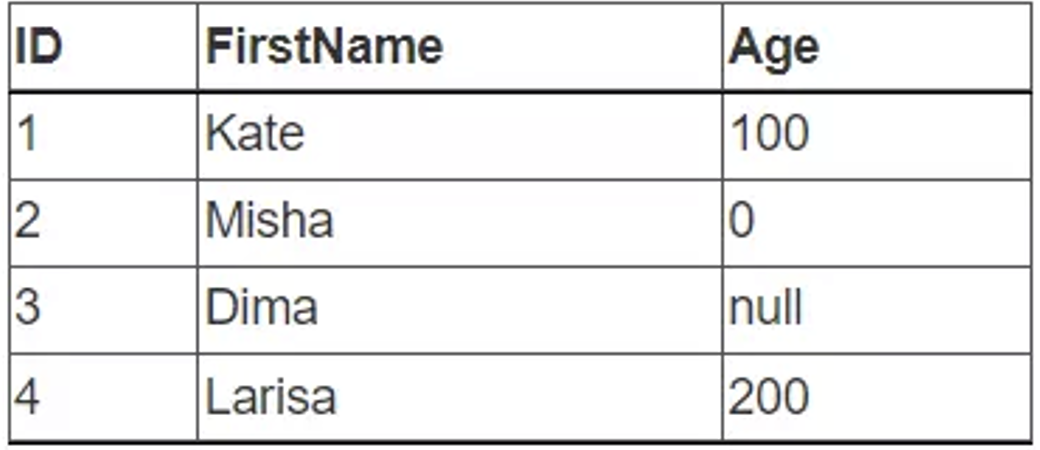 ID FirstName Age
1 Kate 100
2 Misha 0
3 Dima null
4 Larisa 200